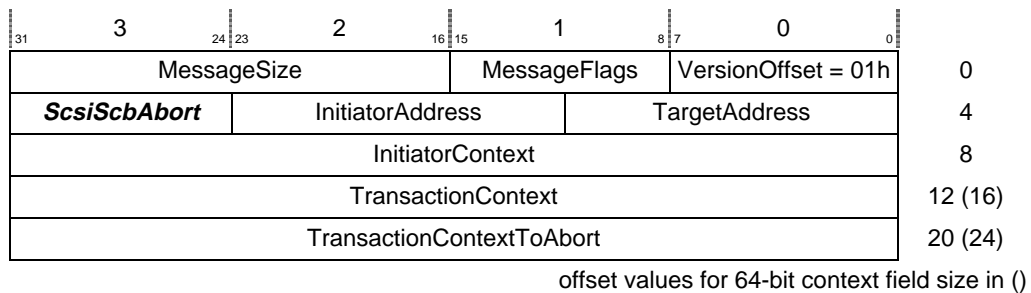 3 2 1 0
31 24 23 16 15 8 7 0
MessageSize MessageFlags VersionOffset = 01h 0
ScsiScbAbort InitiatorAddress TargetAddress 4
InitiatorContext 8
TransactionContext 12 (16)
TransactionContextToAbort 20 (24)
offset values for 64-bit context field size in ()